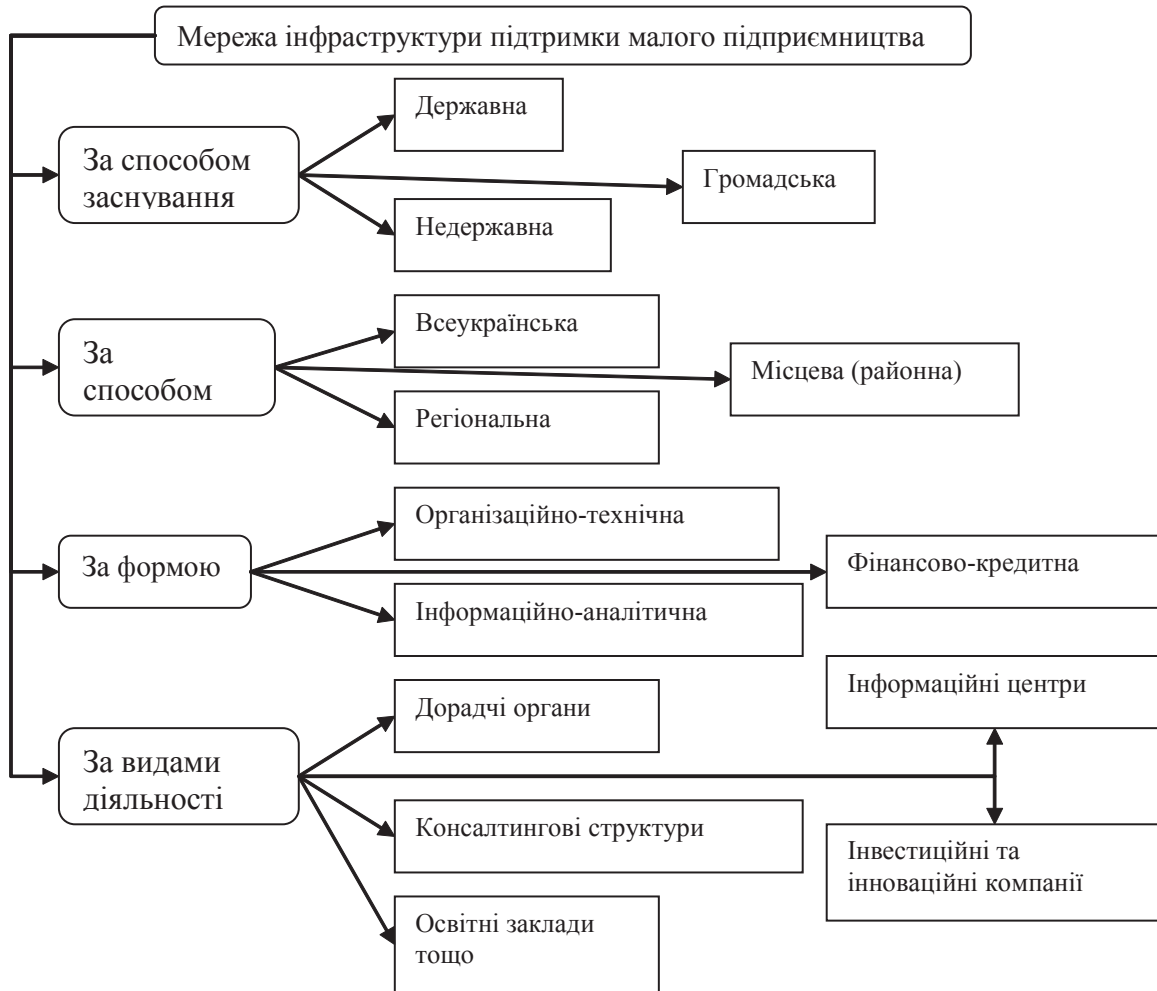 Мережа інфраструктури підтримки малого підприємництва
Державна
За способом
заснування
Громадська
Недержавна
Всеукраїнська
За
способом
Місцева (районна)
Регіональна
Організаційно-технічна
За формою
Фінансово-кредитна
Інформаційно-аналітична
Інформаційні центри
Дорадчі органи
За видами
діяльності
Консалтингові структури
Інвестиційні та
інноваційні компанії
Освітні заклади
тощо